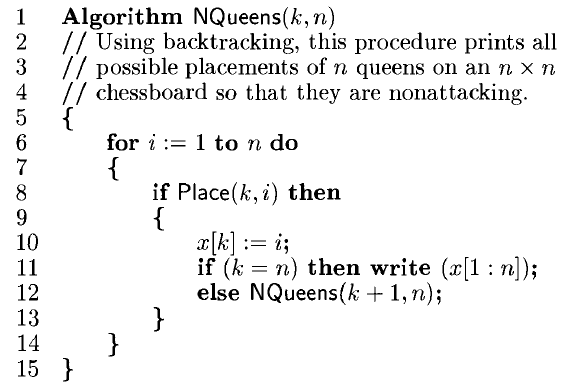 1 Algorithm NQueens(k, n)
2 // Using backtracking, this procedure prints all
3 // possible placements of n queens on an n × n
4 // chessboard so that they are nonattacking.
5 {
6 for i := 1 to n do
7 {
8 if Place(k, i) then
9 {
10 x[k] := i;
11 if (k = n) then write (x[1 : n]);
12 else NQueens(k + 1, n);
13 }
14 }
15 }